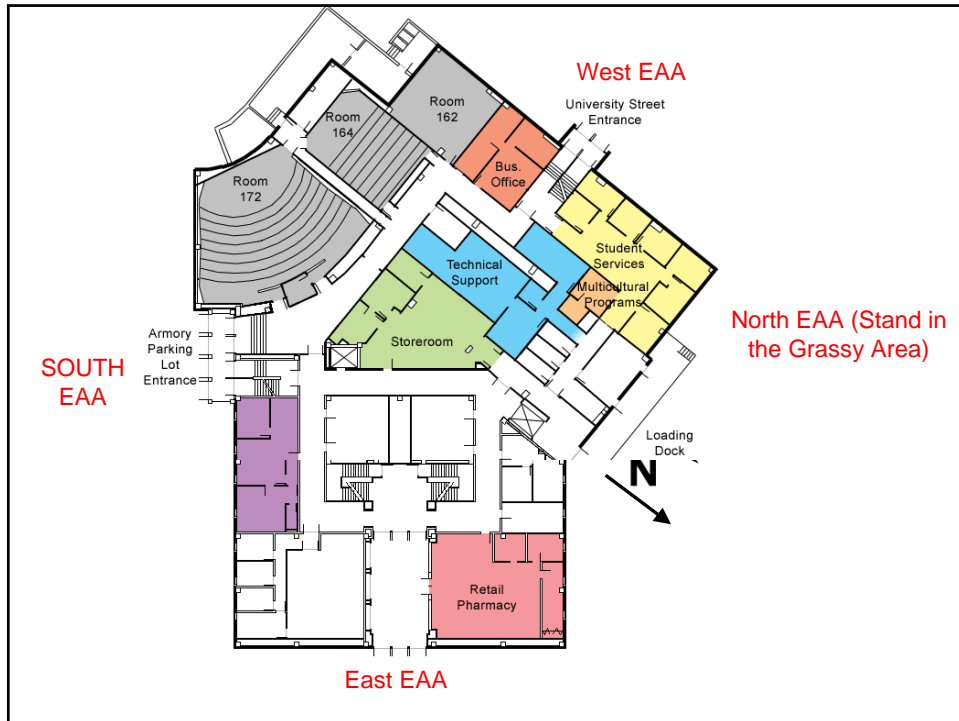 West EAA
University Street
Entrance
Room
162
Room
164
Bus.
Office
Room
172
Student
Services
Technical
Support
Multicultural
Programs
North EAA (Stand in
the Grassy Area)
Armory
Parking
Lot
Entrance
SOUTH
EAA
Storeroom
Loading
Dock
N
Retail
Pharmacy
East EAA